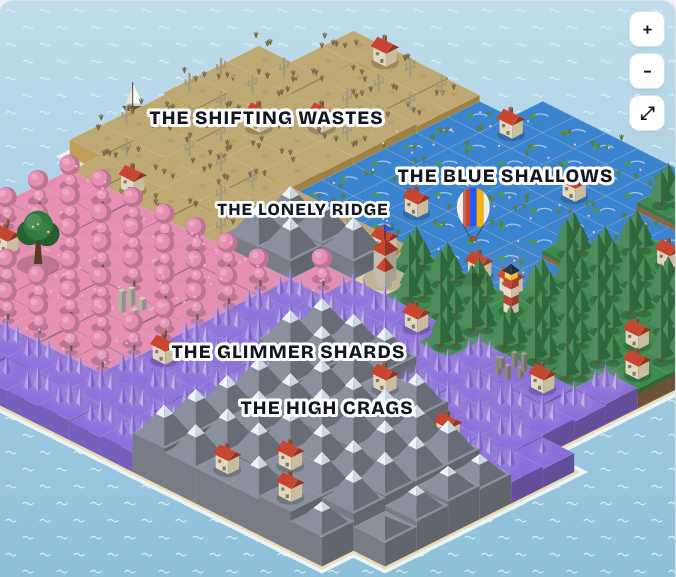 THE SHIFTING WASTES
THE BLUE SHALLOWS
THE LONELY RIDGE
THE GLIMMER SHARDS
THE HIGH CRAGS